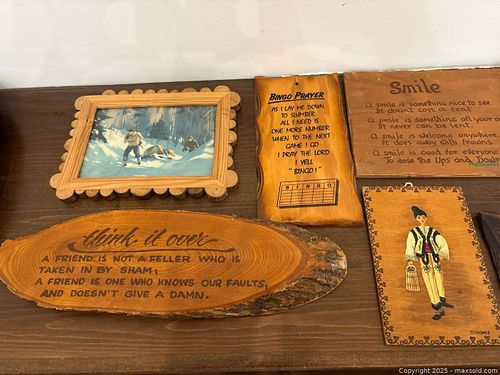 BINGO PRAYER
AS I LAY ME DOWN
TO SLUMBER
ALL I NEED IS
ONE MORE NUMBER
WHEN TO THE NEXT
GAME I GO
I PRAY THE LORD
I YELL
"BINGO!"
BINGO
Smile
A smile is something nice to see
It doesnt cost a cent
A smile is something all your o
It never can be lent.
A smile is welcome anywhere
It does away with frowns.
A smile is good for everyone
To ease the Ups and Dow
think it over
A FRIEND IS NOT A FELLER WHO IS
TAKEN IN BY SHAM;
A FRIEND IS ONE WHO KNOWS OUR FAULTS,
AND DOESN'T GIVE A DAMN.
Copyright 2025 - maxsold.com